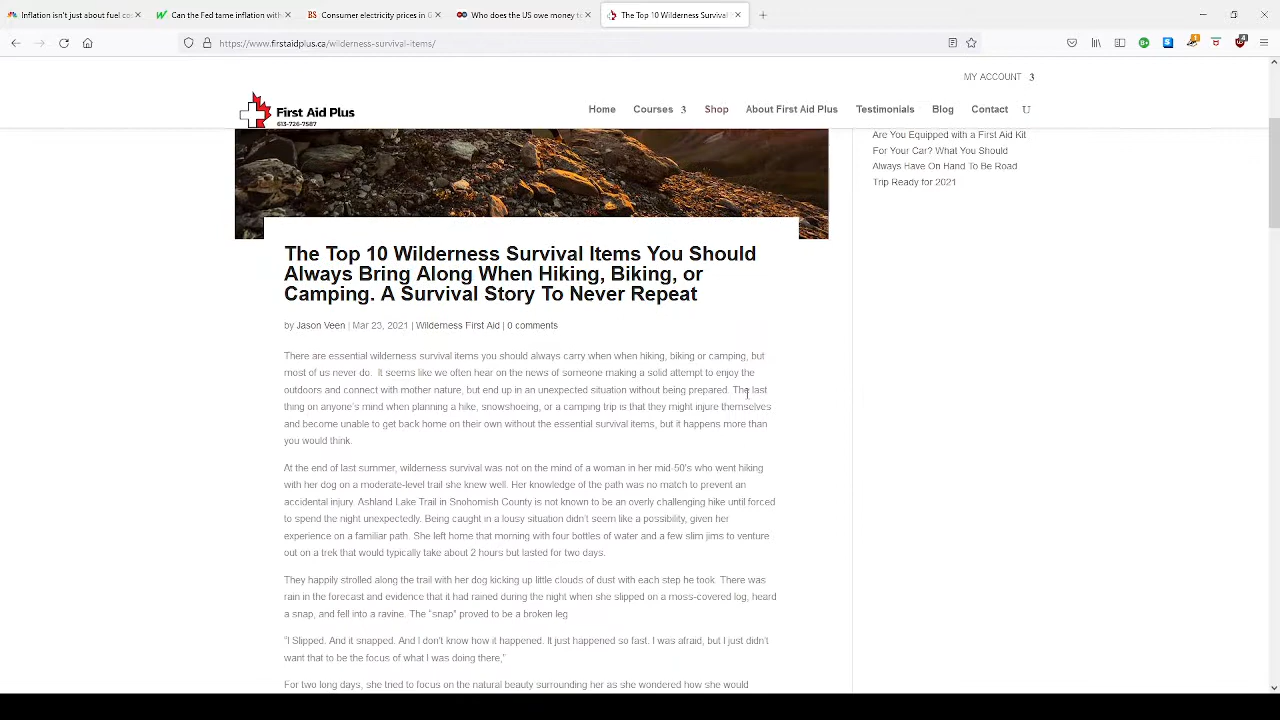 Inflation isn't just about fuel co
Can the Fed tame inflation with
Consumer electricity prices in G
Who does the US owe money to
The Top 10 Wilderness Survival
https://www.firstaidplus.ca/wilderness-survival-items/
MY ACCOUNT 3
First Aid Plus
613-726-7587
Home Courses 3 Shop About First Aid Plus Testimonials Blog Contact U
Are You Equipped with a First Aid Kit
For Your Car? What You Should
Always Have On Hand To Be Road
Trip Ready for 2021
The Top 10 Wilderness Survival Items You Should
Always Bring Along When Hiking, Biking, or
Camping. A Survival Story To Never Repeat
by Jason Veen | Mar 23, 2021 | Wilderness First Aid | 0 comments
There are essential wilderness survival items you should always carry when when hiking, biking or camping, but
most of us never do. It seems like we often hear on the news of someone making a solid attempt to enjoy the
outdoors and connect with mother nature, but end up in an unexpected situation without being prepared. The last
thing on anyone's mind when planning a hike, snowshoeing, or a camping trip is that they might injure themselves
and become unable to get back home on their own without the essential survival items, but it happens more than
you would think.
At the end of last summer, wilderness survival was not on the mind of a woman in her mid-50's who went hiking
with her dog on a moderate-level trail she knew well. Her knowledge of the path was no match to prevent an
accidental injury. Ashland Lake Trail in Snohomish County is not known to be an overly challenging hike until forced
to spend the night unexpectedly. Being caught in a lousy situation didn't seem like a possibility, given her
experience on a familiar path. She left home that morning with four bottles of water and a few slim jims to venture
out on a trek that would typically take about 2 hours but lasted for two days.
They happily strolled along the trail with her dog kicking up little clouds of dust with each step he took. There was
rain in the forecast and evidence that it had rained during the night when she slipped on a moss-covered log, heard
a snap, and fell into a ravine. The "snap" proved to be a broken leg
"I Slipped. And it snapped. And I don't know how it happened. It just happened so fast. I was afraid, but I just didn't
want that to be the focus of what I was doing there,"
For two long days, she tried to focus on the natural beauty surrounding her as she wondered how she would